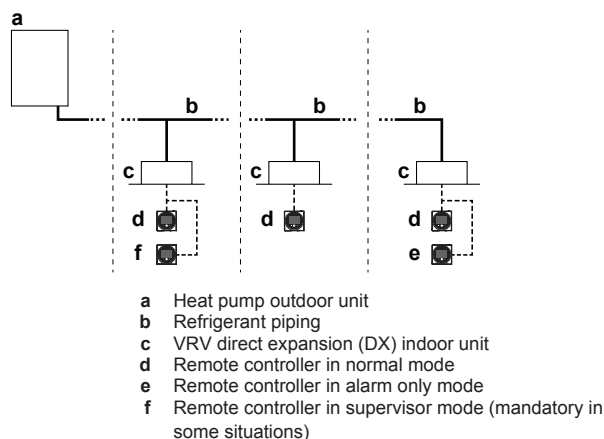 a
b b b
c c c
d d d
f e
a Heat pump outdoor unit
b Refrigerant piping
c VRV direct expansion (DX) indoor unit
d Remote controller in normal mode
e Remote controller in alarm only mode
f Remote controller in supervisor mode (mandatory in
some situations)